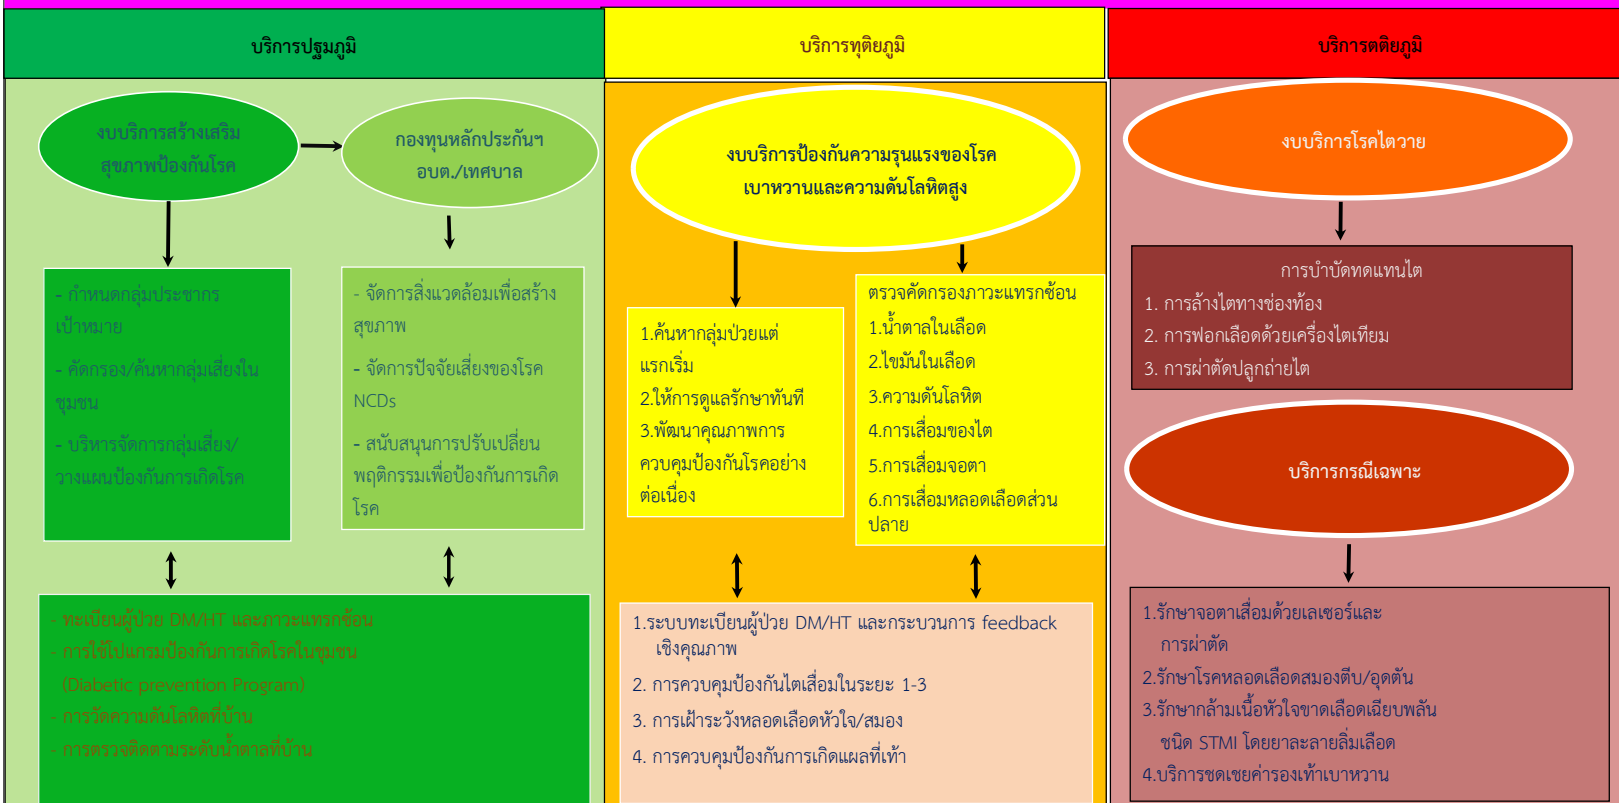 บริการปฐมภูมิ
บริการทุติยภูมิ
บริการตติยภูมิ
งบบริการสร้างเสริม
สุขภาพป้องกันโรค
กองทุนหลักประกันฯ
อบต./เทศบาล
- กำหนดกลุ่มประชากร
เป้าหมาย
- คัดกรอง/ค้นหากลุ่มเสี่ยงใน
ชุมชน
- บริหารจัดการกลุ่มเสี่ยง/
วางแผนป้องกันการเกิดโรค
- จัดการสิ่งแวดล้อมเพื่อสร้าง
สุขภาพ
- จัดการปัจจัยเสี่ยงของโรค
NCDs
- สนับสนุนการปรับเปลี่ยน
พฤติกรรมเพื่อป้องกันการเกิด
โรค
- ทะเบียนผู้ป่วย DM/HT และภาวะแทรกซ้อน
- การใช้โปแกรมป้องกันการเกิดโรคในชุมชน
(Diabetic prevention Program)
- การวัดความดันโลหิตที่บ้าน
- การตรวจติดตามระดับน้ำตาลที่บ้าน
งบบริการป้องกันความรุนแรงของโรค
เบาหวานและความดันโลหิตสูง
1.ค้นหากลุ่มป่วยแต่
แรกเริ่ม
2.ให้การดูแลรักษาทันที
3.พัฒนาคุณภาพการ
ควบคุมป้องกันโรคอย่าง
ต่อเนื่อง
ตรวจคัดกรองภาวะแทรกซ้อน
1.น้ำตาลในเลือด
2.ไขมันในเลือด
3.ความดันโลหิต
4.การเสื่อมของไต
5.การเสื่อมจอตา
6.การเสื่อมหลอดเลือดส่วน
ปลาย
1.ระบบทะเบียนผู้ป่วย DM/HT และกระบวนการ feedback
เชิงคุณภาพ
2. การควบคุมป้องกันไตเสื่อมในระยะ 1-3
3. การเฝ้าระวังหลอดเลือดหัวใจ/สมอง
4. การควบคุมป้องกันการเกิดแผลที่เท้า
งบบริการโรคไตวาย
การบำบัดทดแทนไต
1. การล้างไตทางช่องท้อง
2. การฟอกเลือดด้วยเครื่องไตเทียม
3. การผ่าตัดปลูกถ่ายไต
บริการกรณีเฉพาะ
1.รักษาจอตาเสื่อมด้วยเลเซอร์และ
การผ่าตัด
2.รักษาโรคหลอดเลือดสมองตีบ/อุดตัน
3.รักษากล้ามเนื้อหัวใจขาดเลือดเฉียบพลัน
ชนิด STMI โดยยาละลายลิ่มเลือด
4.บริการชดเชยค่ารองเท้าเบาหวาน